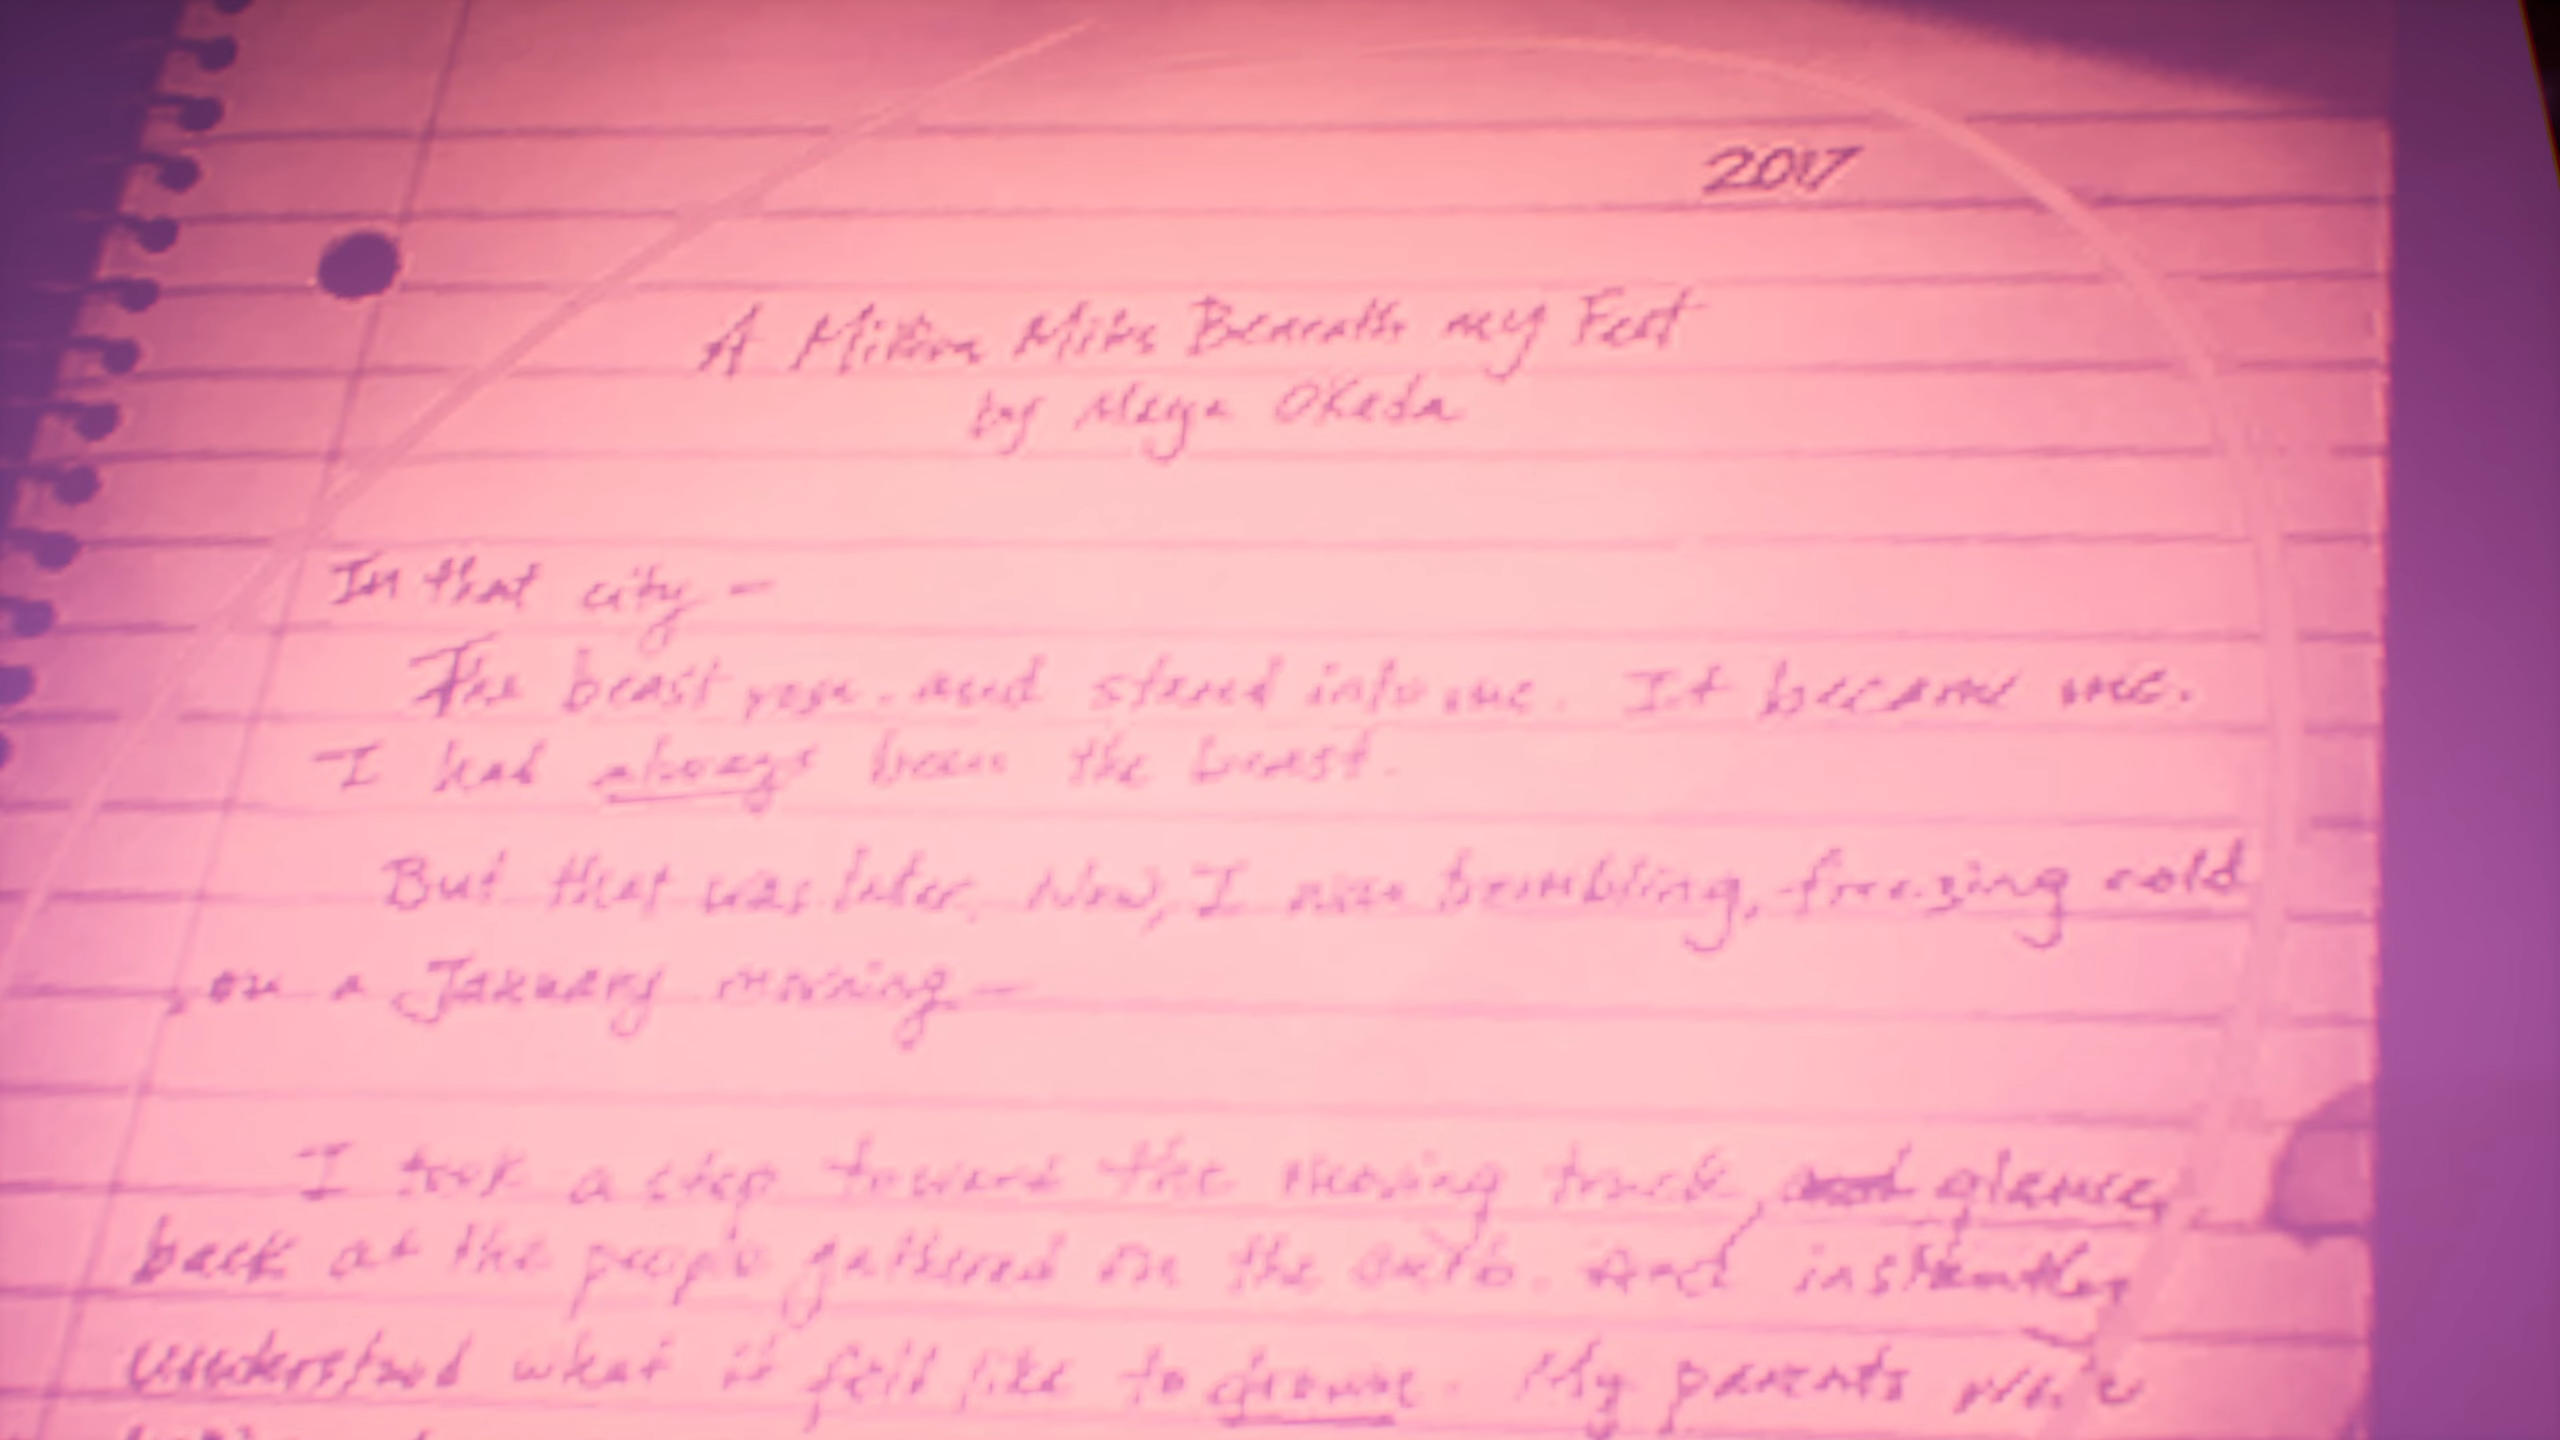 2017
A Million Miles Beneath my Feet
by Maya Okada
In that city –
The beast rose and stared into me. It became me.
I had always been the beast.
But that was later. Now, I was trembling, freezing cold
on a January morning –
I took a step toward the moving truck, and glance
back at the people gathered on the curb. And instantly
understood what it felt like to drown. My parents were